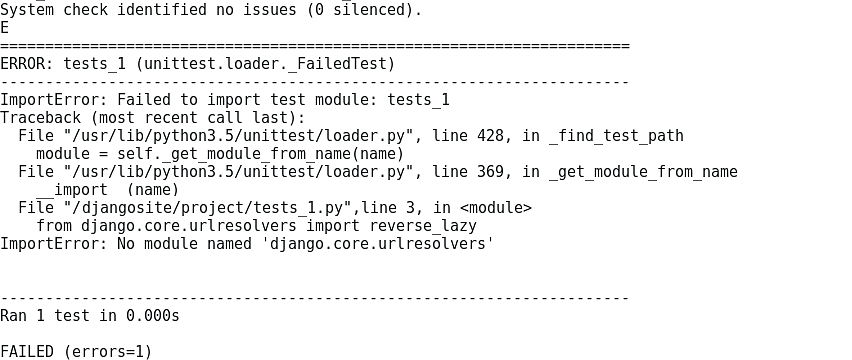 System check identified no issues (0 silenced).
E
======================================================================
ERROR: tests_1 (unittest.loader._FailedTest)
----------------------------------------------------------------------
ImportError: Failed to import test module: tests_1
Traceback (most recent call last):
  File "/usr/lib/python3.5/unittest/loader.py", line 428, in _find_test_path
    module = self._get_module_from_name(name)
  File "/usr/lib/python3.5/unittest/loader.py", line 369, in _get_module_from_name
    __import  (name)
  File "/djangosite/project/tests_1.py",line 3, in <module>
    from django.core.urlresolvers import reverse_lazy
ImportError: No module named 'django.core.urlresolvers'
----------------------------------------------------------------------
Ran 1 test in 0.000s
FAILED (errors=1)